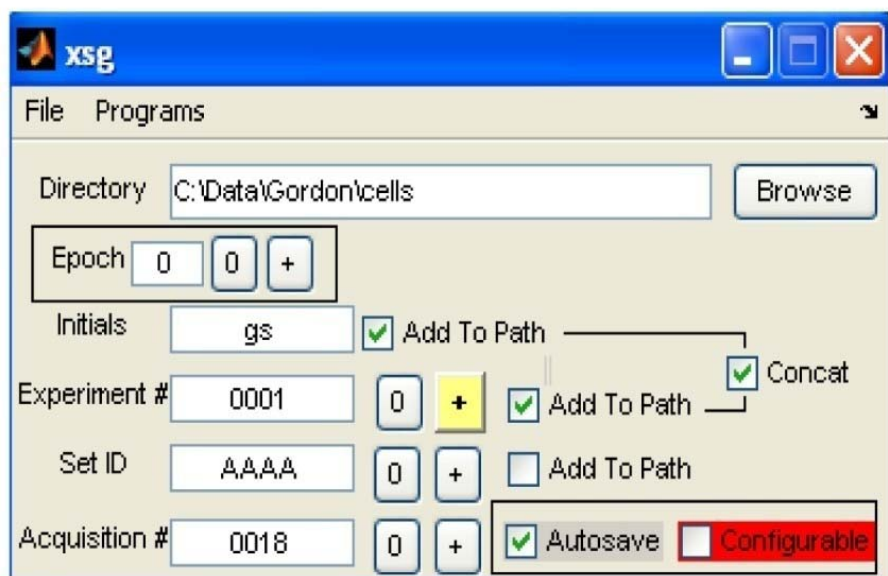 xsg
File Programs
Directory C:\Data\Gordon\cells Browse
Epoch 0 0 +
Initials gs Add To Path
Concat
Experiment # 0001 0 + Add To Path
Set ID AAAA 0 + Add To Path
Acquisition # 0018 0 + Autosave Configurable